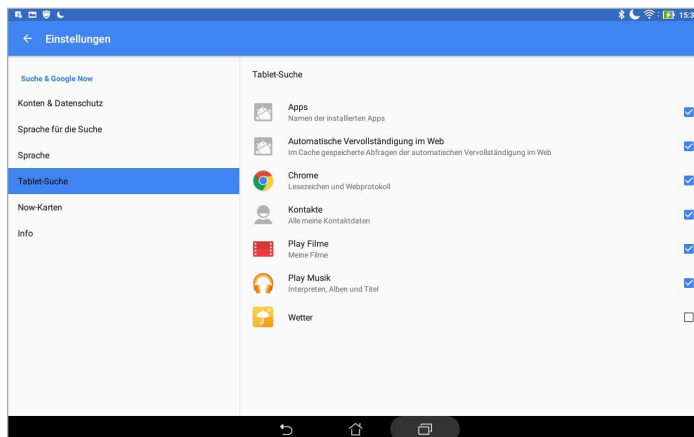 15:3
Einstellungen
Suche & Google Now
Konten & Datenschutz
Sprache für die Suche
Sprache
Tablet-Suche
Now-Karten
Info
Tablet-Suche
Apps
Namen der installierten Apps
Automatische Vervollständigung im Web
Im Cache gespeicherte Abfragen der automatischen Vervollständigung im Web
Chrome
Lesezeichen und Webprotokoll
Kontakte
Alle meine Kontaktdaten
Play Filme
Meine Filme
Play Musik
Interpreten, Alben und Titel
Wetter